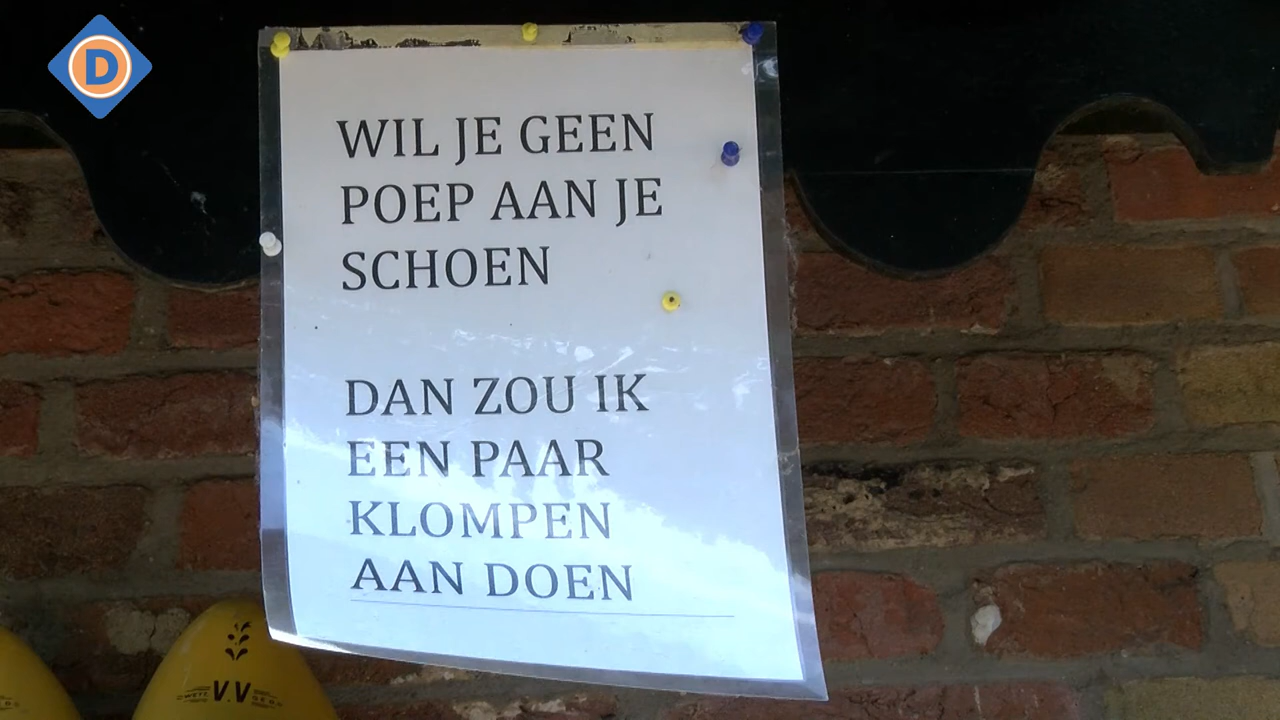 D
WIL JE GEEN
POEP AAN JE
SCHOEN
DAN ZOU IK
EEN PAAR
KLOMPEN
AAN DOEN
V.V